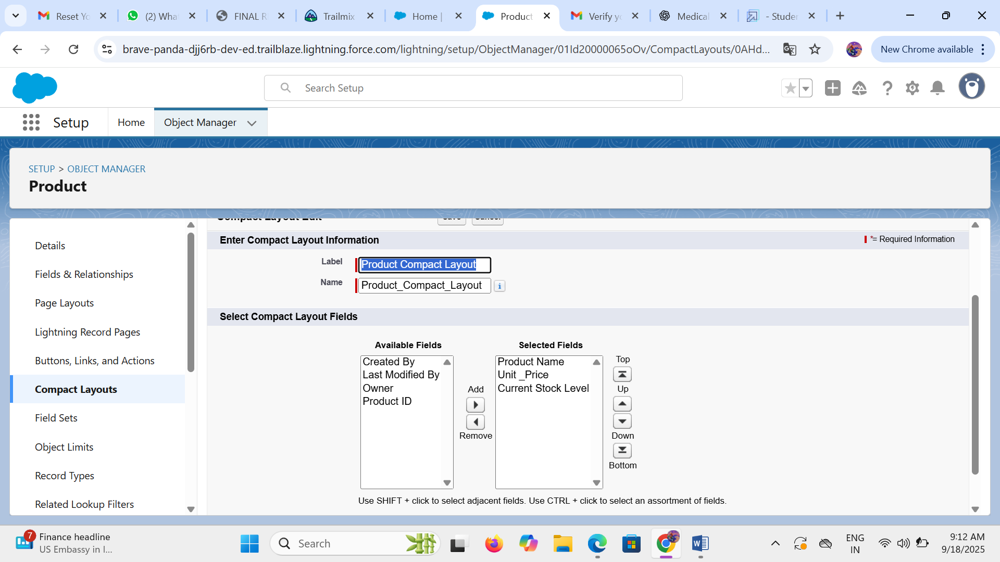 Reset Yo
(2) What
FINAL R
Trailmix
Home |
Product
Verify yo
Medical
- Studen
brave-panda-djj6rb-dev-ed.trailblaze.lightning.force.com/lightning/setup/ObjectManager/01Id20000065oOv/CompactLayouts/0AHd...
New Chrome available
Search Setup
Setup
Home
Object Manager
SETUP > OBJECT MANAGER
Product
Details
Fields & Relationships
Page Layouts
Lightning Record Pages
Buttons, Links, and Actions
Compact Layouts
Field Sets
Object Limits
Record Types
Related Lookup Filters
Compact Layout Edit
Save
Cancel
Enter Compact Layout Information
*= Required Information
Label
Product Compact Layout
Name
Product_Compact_Layout
i
Select Compact Layout Fields
Available Fields
Created By
Last Modified By
Owner
Product ID
Add
Remove
Selected Fields
Product Name
Unit _Price
Current Stock Level
Top
Up
Down
Bottom
Use SHIFT + click to select adjacent fields. Use CTRL + click to select an assortment of fields.
7
Finance headline
US Embassy in I...
Search
W
ENG
IN
9:12 AM
9/18/2025